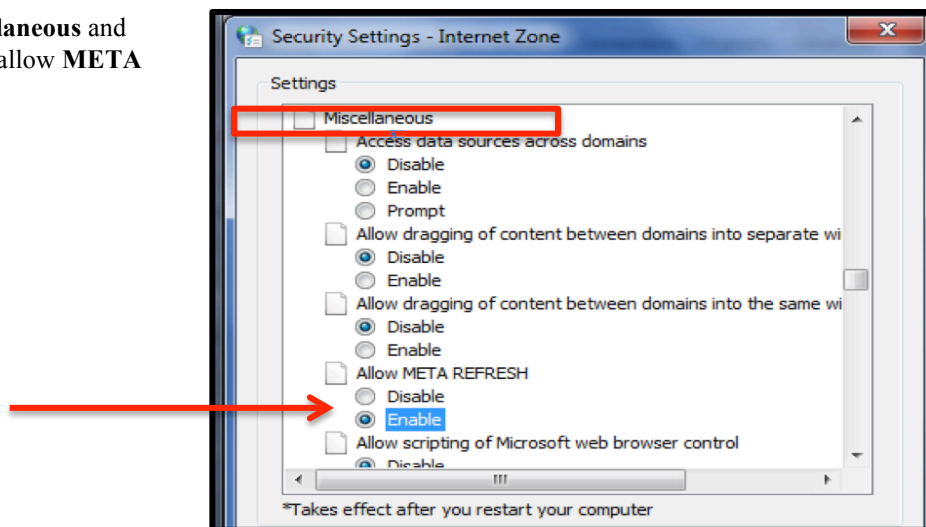 laneous and
allow META
Security Settings - Internet Zone
Settings
Miscellaneous
Access data sources across domains
Disable
Enable
Prompt
Allow dragging of content between domains into separate wi
Disable
Enable
Allow dragging of content between domains into the same wi
Disable
Enable
Allow META REFRESH
Disable
Enable
Allow scripting of Microsoft web browser control
Disable
*Takes effect after you restart your computer